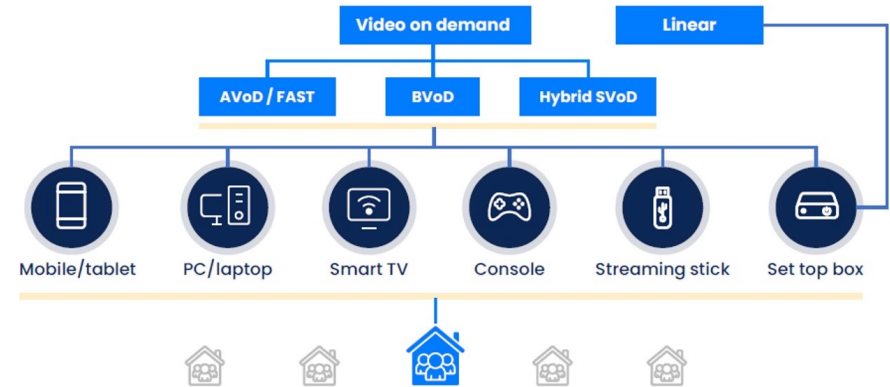 Video on demand
Linear
AVoD / FAST
BVoD
Hybrid SVoD
Mobile/tablet
PC/laptop
Smart TV
Console
Streaming stick
Set top box